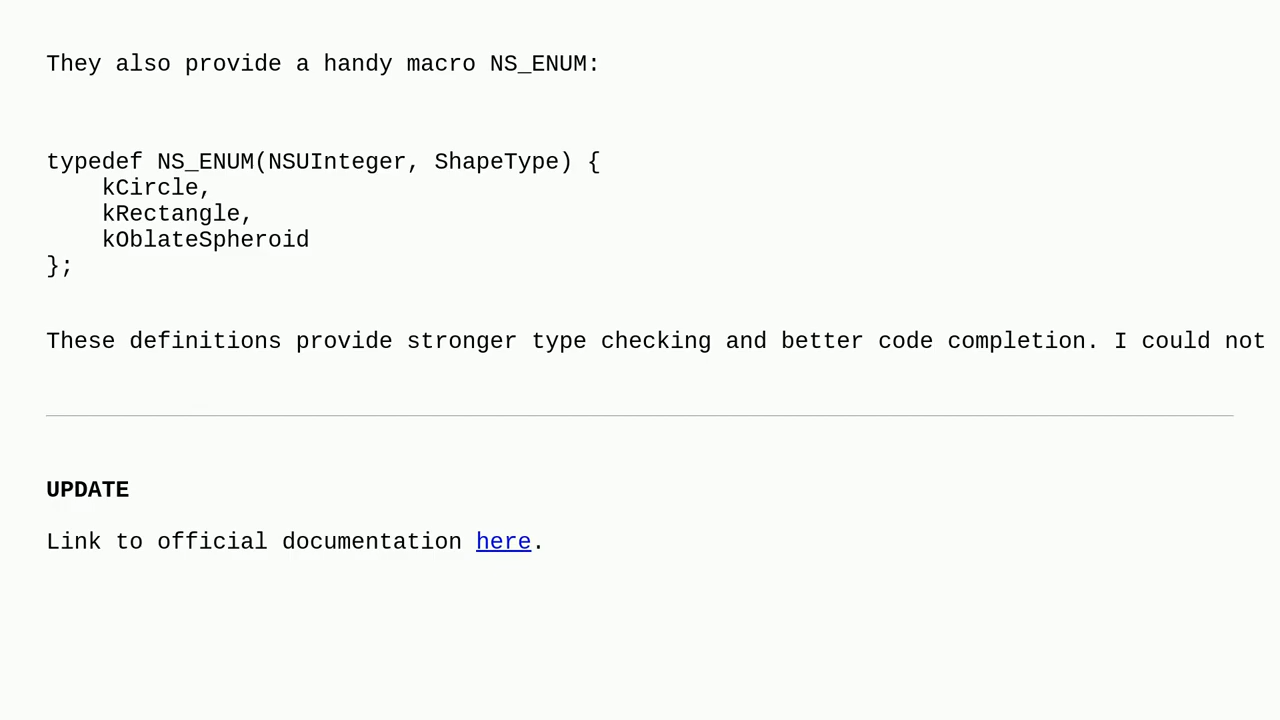 They also provide a handy macro NS_ENUM:
typedef NS_ENUM(NSUInteger, ShapeType) {
    kCircle,
    kRectangle,
    kOblateSpheroid
};
These definitions provide stronger type checking and better code completion. I could not
UPDATE
Link to official documentation here.